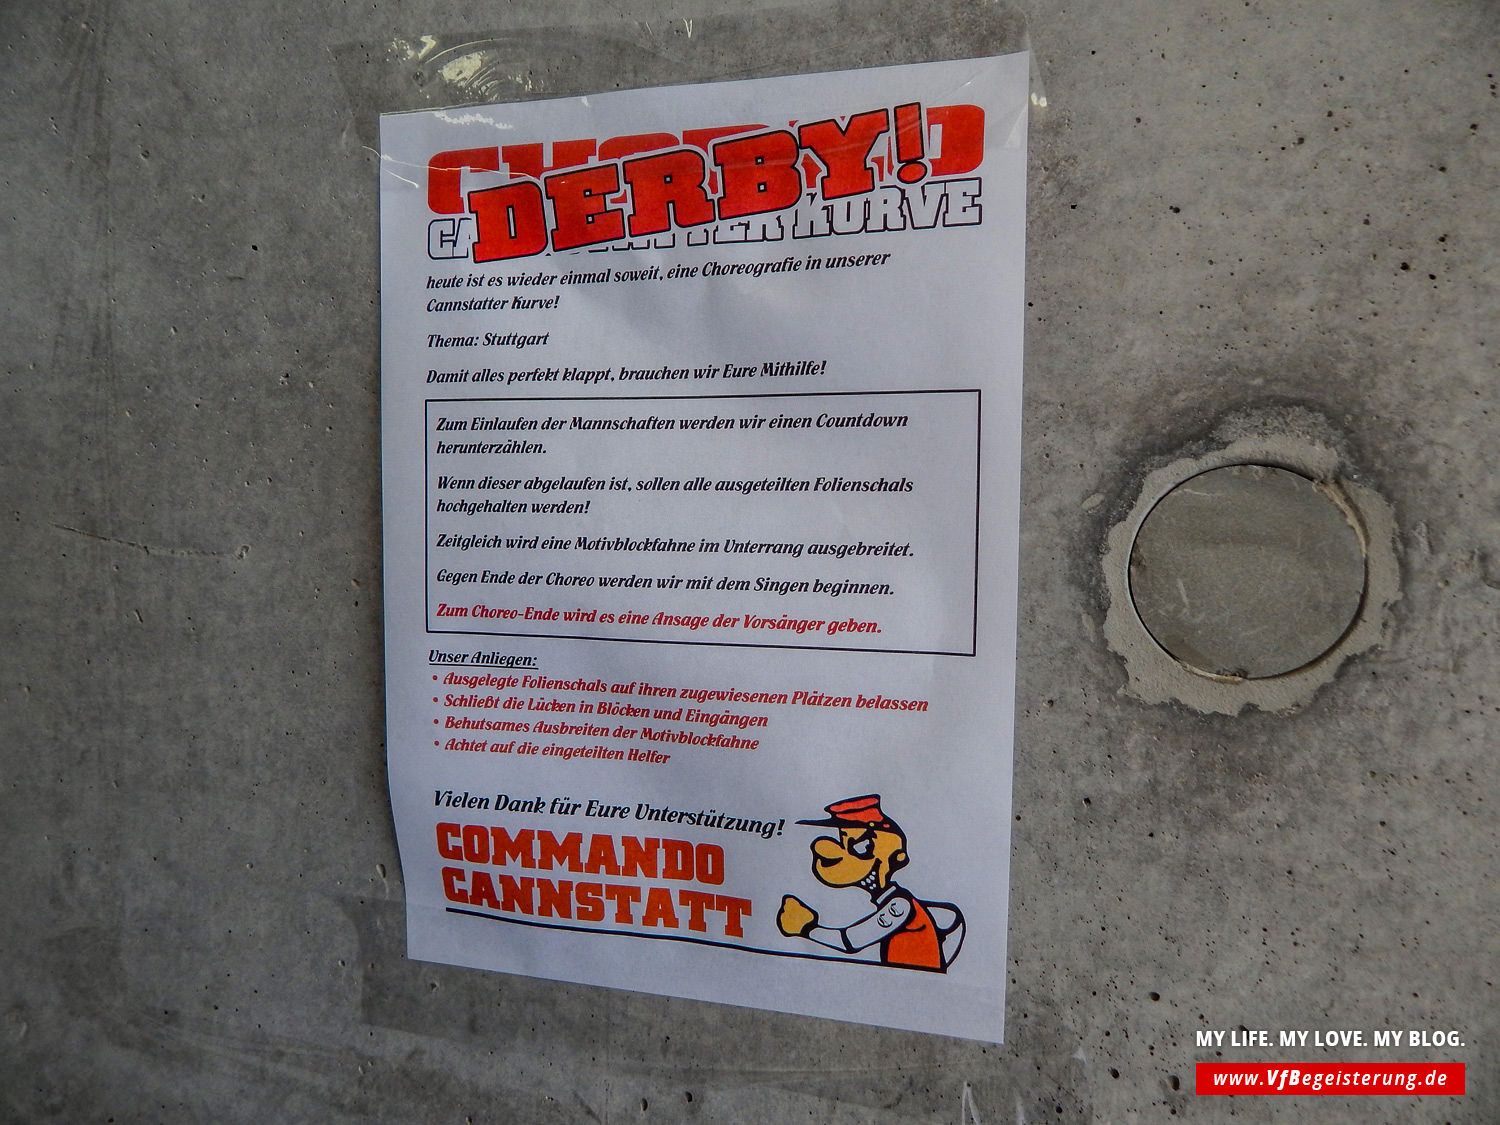 DERBY!
KURVE
heute ist es wieder einmal soweit, eine Choreografie in unserer
Cannstatter Kurve!
Thema: Stuttgart
Damit alles perfekt klappt, brauchen wir Eure Mithilfe!
Zum Einlaufen der Mannschaften werden wir einen Countdown
herunterzählen.
Wenn dieser abgelaufen ist, sollen alle ausgeteilten Folienschals
hochgehalten werden!
Zeitgleich wird eine Motivblockfahne im Unterrang ausgebreitet.
Gegen Ende der Choreo werden wir mit dem Singen beginnen.
Zum Choreo-Ende wird es eine Ansage der Vorsänger geben.
Unser Anliegen:
• Ausgelegte Folienschals auf ihren zugewiesenen Plätzen belassen
• Schließt die Lücken in Blöcken und Eingängen
• Behutsames Ausbreiten der Motivblockfahne
• Achtet auf die eingeteilten Helfer
Vielen Dank für Eure Unterstützung!
COMMANDO
CANNSTATT
CC
MY LIFE. MY LOVE. MY BLOG.
www.VfBegeisterung.de